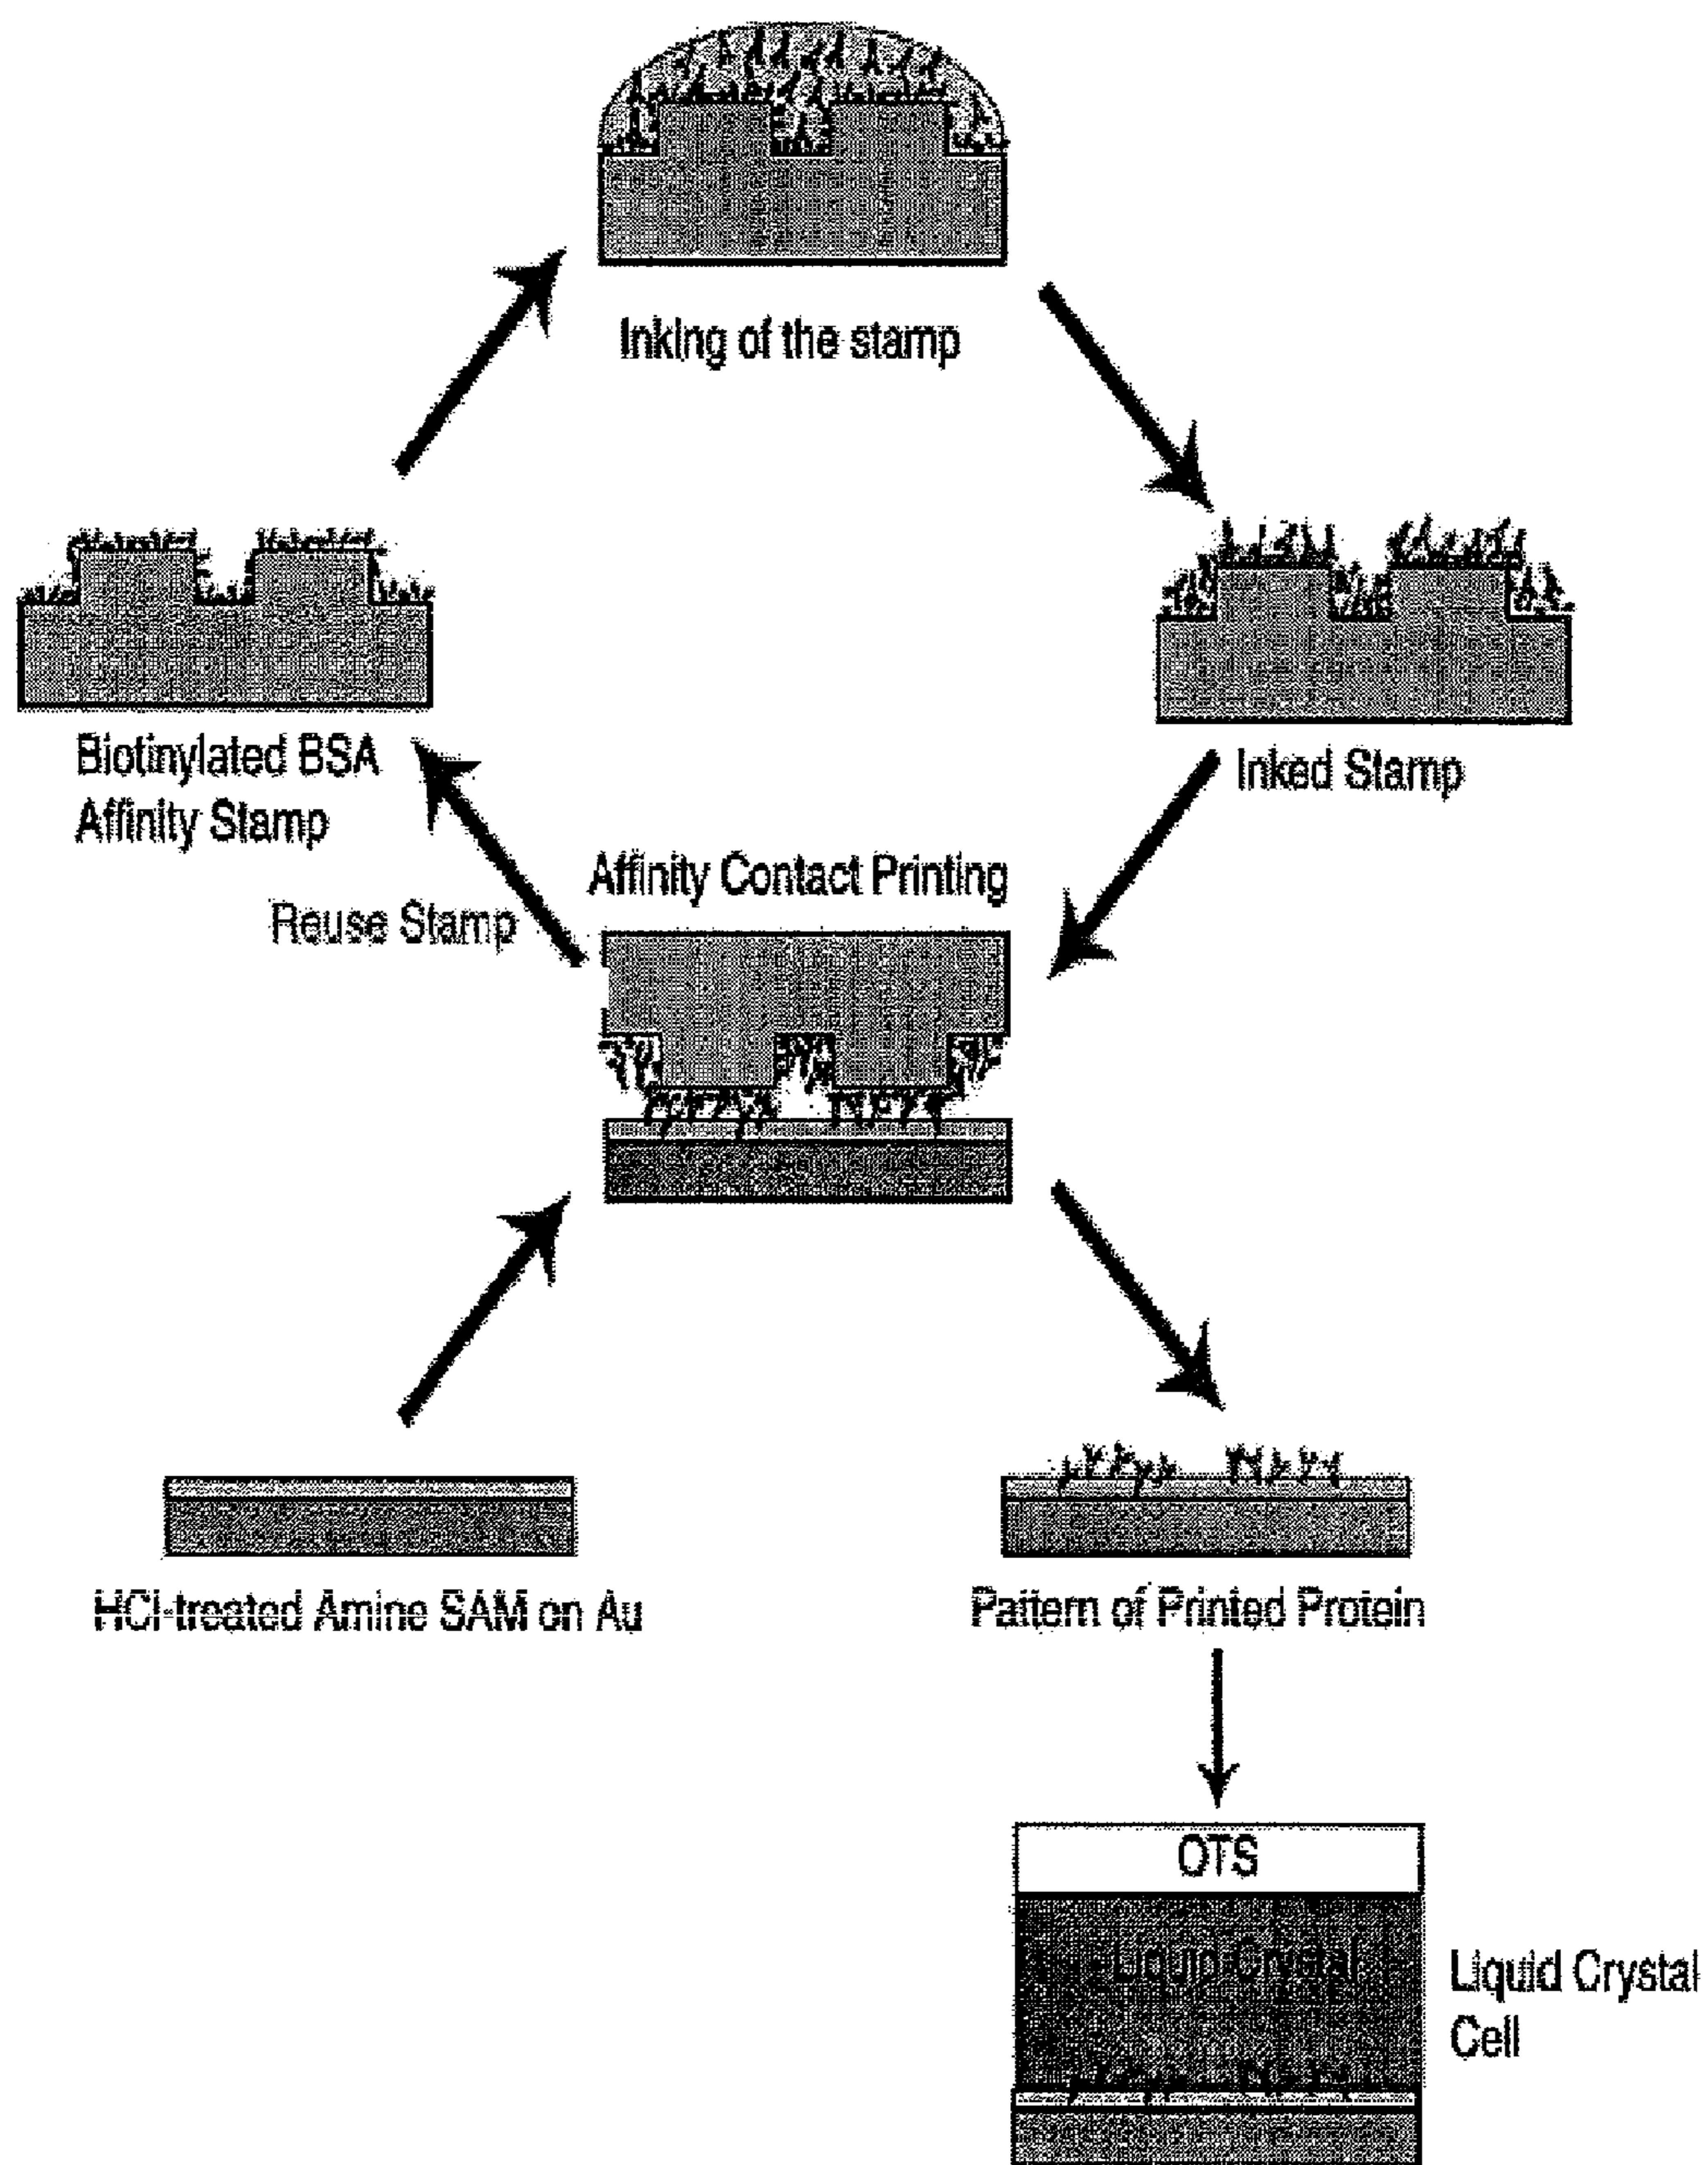 Inking of the stamp
Biotinylated BSA
Affinity Stamp
Inked Stamp
Reuse Stamp
Affinity Contact Printing
HCl-treated Amine SAM on Au
Pattern of Printed Protein
OTS
Liquid Crystal
Liquid Crystal
Cell